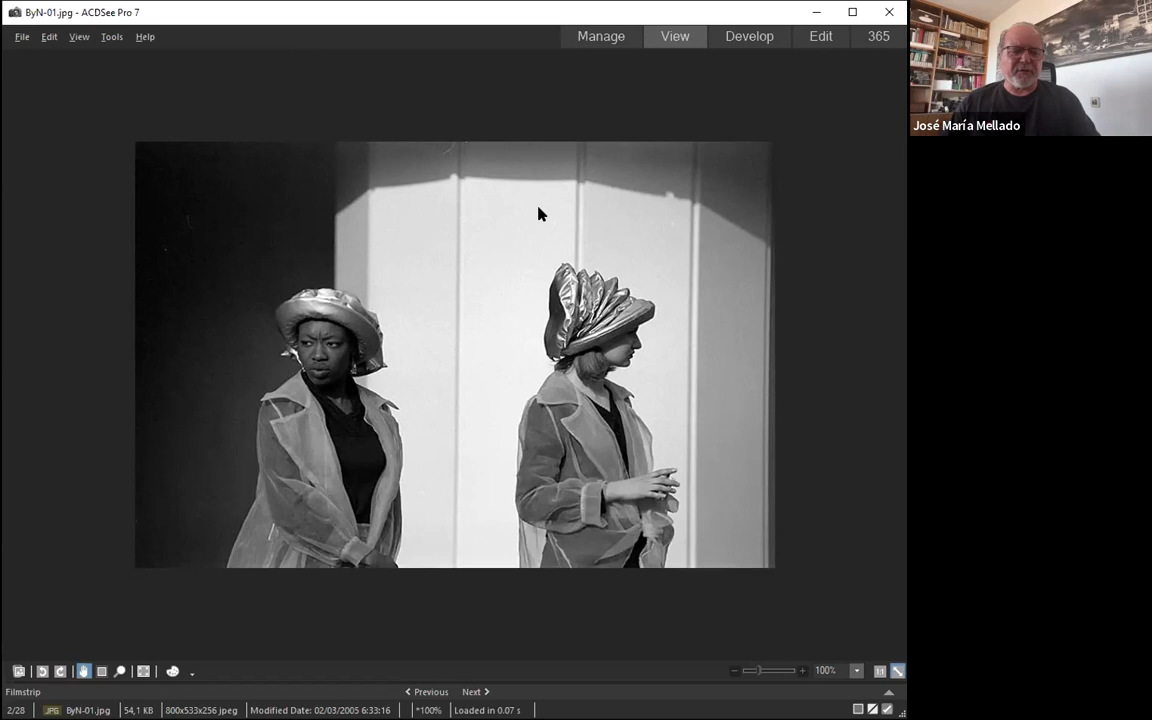 ByN-01.jpg - ACDSee Pro 7
File Edit View Tools Help
Manage View Develop Edit 365
José María Mellado
100%
Filmstrip
Previous Next
2/28 JPG ByN-01.jpg 54,1 KB 800x533x256 jpeg Modified Date: 02/03/2005 6:33:16 *100% Loaded in 0.07 s